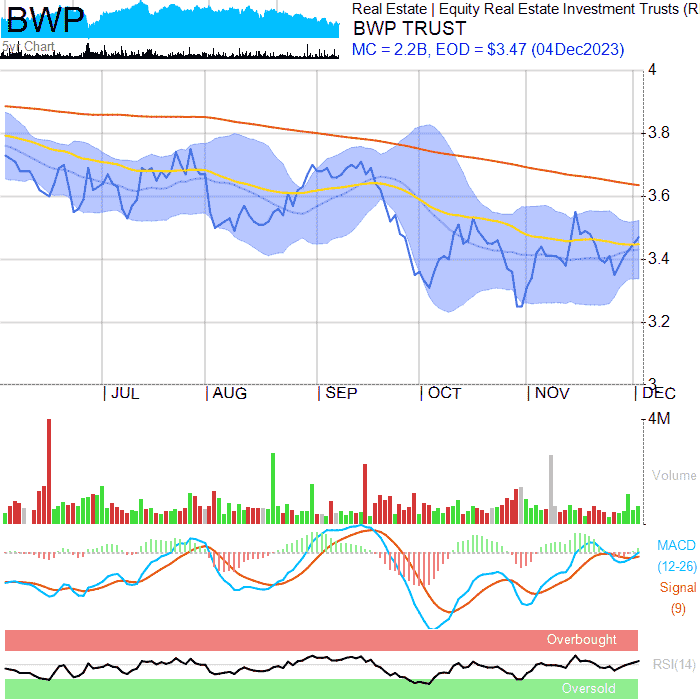 BWP
5yr Chart
Real Estate | Equity Real Estate Investment Trusts (R
BWP TRUST
MC = 2.2B, EOD = $3.47 (04Dec2023)
4
3.8
3.6
3.4
3.2
3
| JUL | AUG | SEP | OCT | NOV | DEC
4M
Volume
MACD
(12-26)
Signal
(9)
Overbought
RSI(14)
Oversold